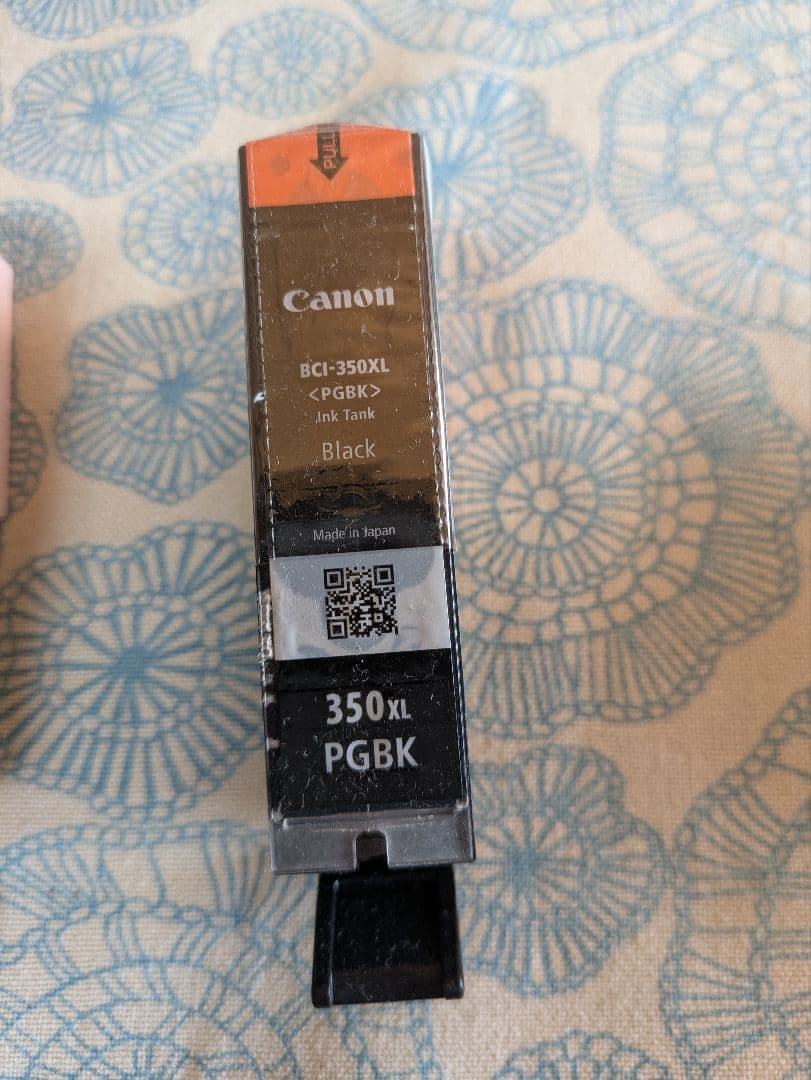 PULL
Canon
BCI-350XL
<PGBK>
Ink Tank
Black
Made in Japan
350XL
PGBK